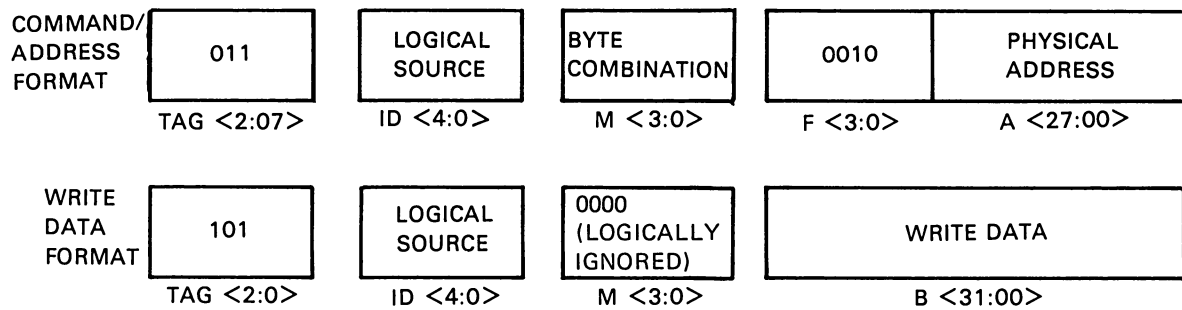 COMMAND/
ADDRESS
FORMAT
011
LOGICAL
SOURCE
BYTE
COMBINATION
0010
PHYSICAL
ADDRESS
TAG <2:07>
ID <4:0>
M <3:0>
F <3:0>
A <27:00>
WRITE
DATA
FORMAT
101
LOGICAL
SOURCE
0000
(LOGICALLY
IGNORED)
WRITE DATA
TAG <2:0>
ID <4:0>
M <3:0>
B <31:00>